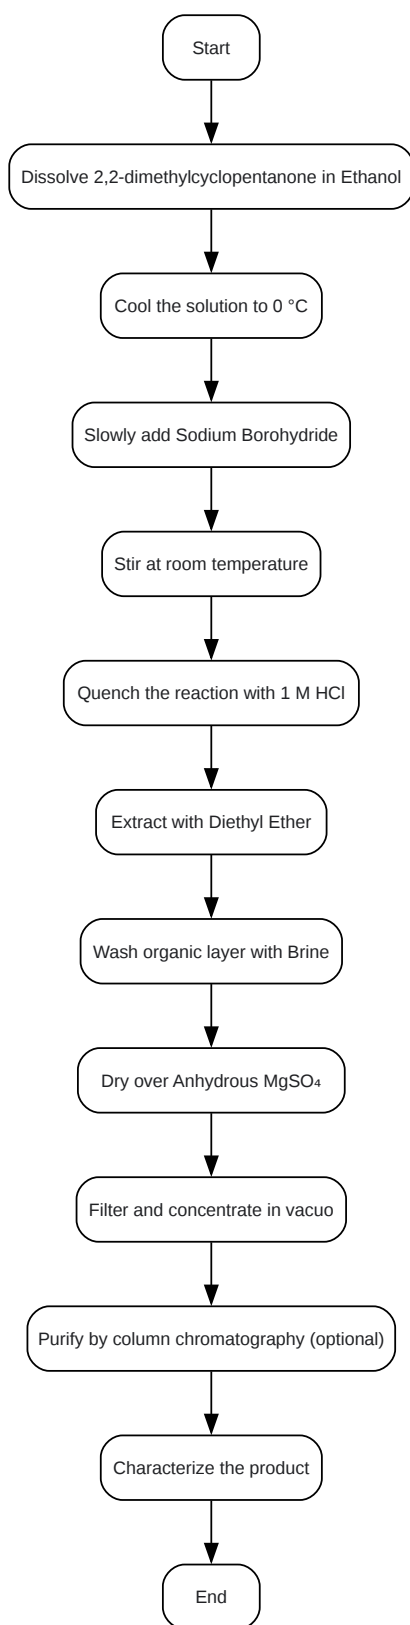 Start
Dissolve 2,2-dimethylcyclopentanone in Ethanol
Cool the solution to 0 °C
Slowly add Sodium Borohydride
Stir at room temperature
Quench the reaction with 1 M HCl
Extract with Diethyl Ether
Wash organic layer with Brine
Dry over Anhydrous MgSO₄
Filter and concentrate in vacuo
Purify by column chromatography (optional)
Characterize the product
End